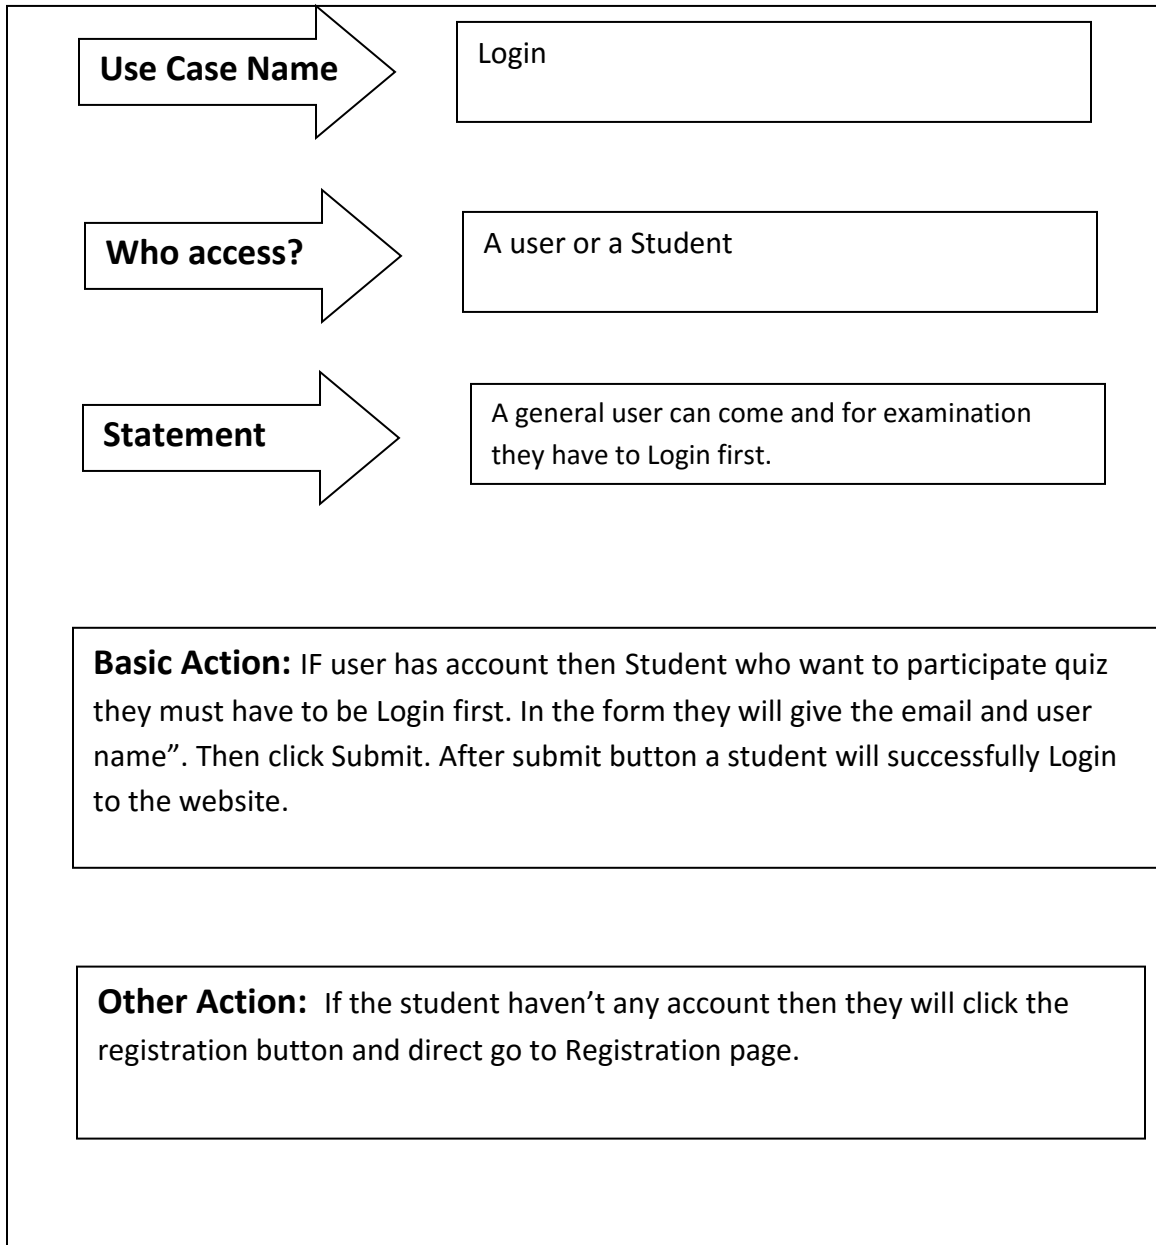 Use Case Name
Login
Who access?
A user or a Student
Statement
A general user can come and for examination
they have to Login first.
Basic Action: IF user has account then Student who want to participate quiz
they must have to be Login first. In the form they will give the email and user
name”. Then click Submit. After submit button a student will successfully Login
to the website.
Other Action: If the student haven’t any account then they will click the
registration button and direct go to Registration page.